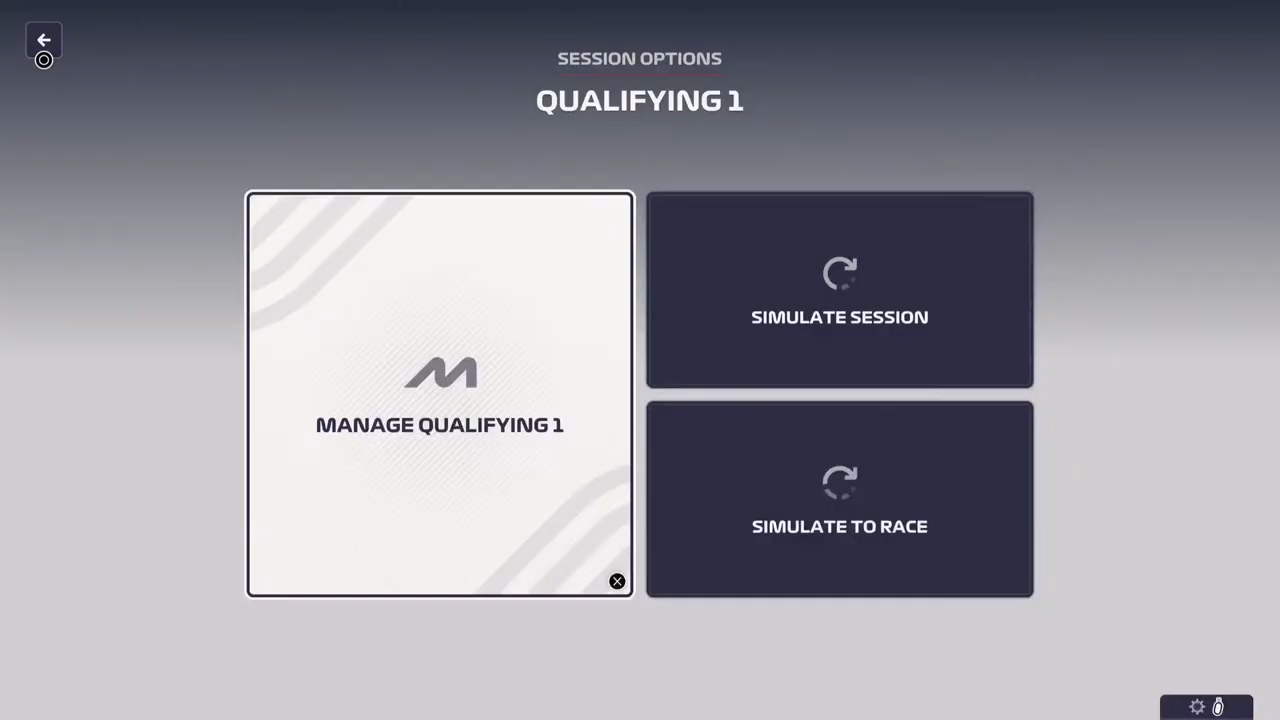 SESSION OPTIONS
QUALIFYING 1
MANAGE QUALIFYING 1
SIMULATE SESSION
SIMULATE TO RACE